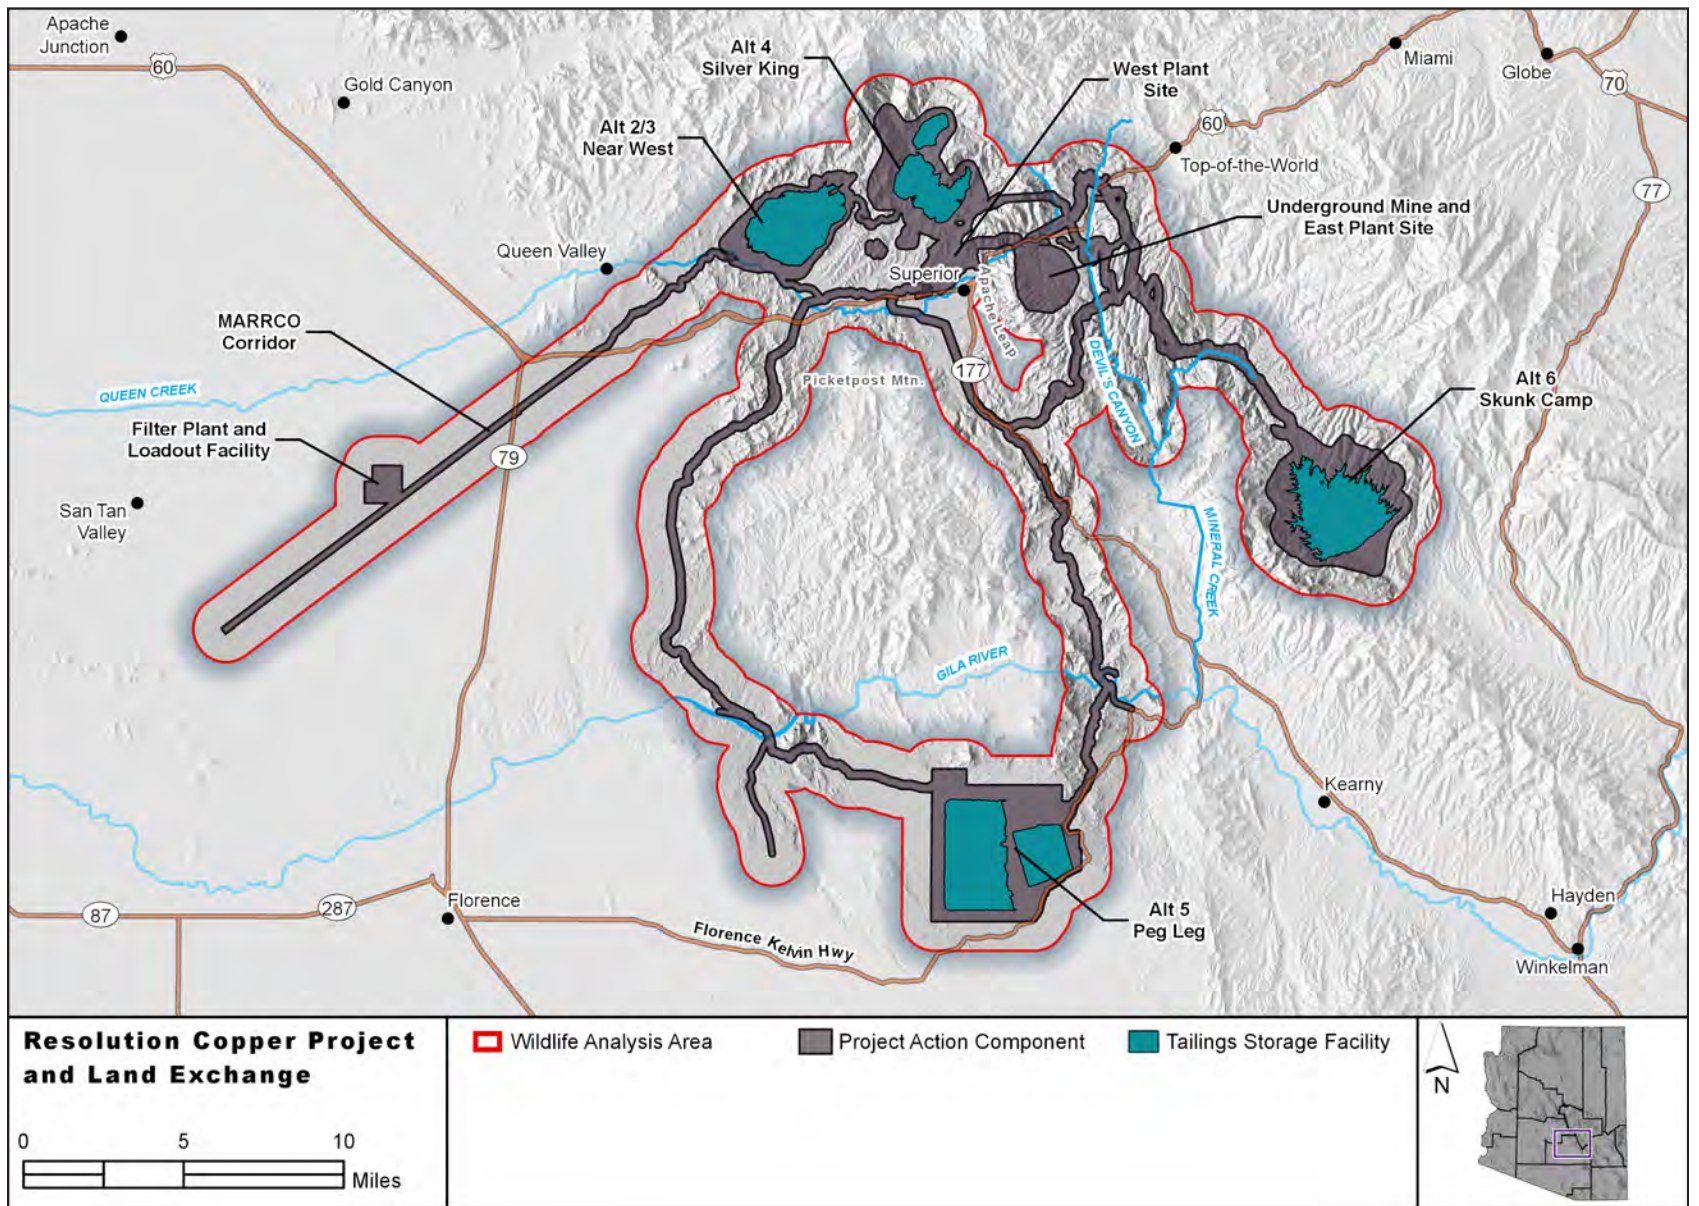 Apache
Junction
60
Gold Canyon
Alt 4
Silver King
West Plant
Site
Miami
Globe
70
Alt 2/3
Near West
60
Top-of-the-World
77
Underground Mine and
East Plant Site
Queen Valley
Superior
Apache Leap
MARRCO
Corridor
QUEEN CREEK
Picketpost Mtn.
177
DEVIL'S CANYON
Alt 6
Skunk Camp
Filter Plant and
Loadout Facility
79
San Tan
Valley
MINERAL CREEK
GILA RIVER
Kearny
Florence
87
287
Florence Kelvin Hwy
Alt 5
Peg Leg
Hayden
Winkelman
Resolution Copper Project
and Land Exchange
0 5 10
Miles
Wildlife Analysis Area
Project Action Component
Tailings Storage Facility
N